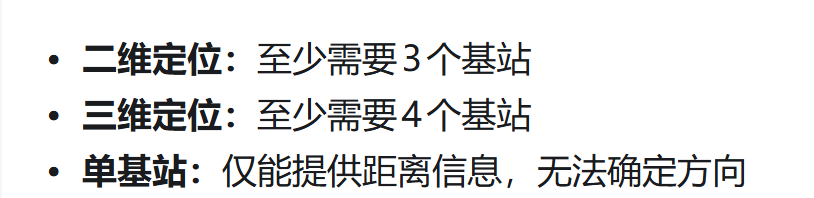 • 二维定位：至少需要3个基站
• 三维定位：至少需要4个基站
• 单基站：仅能提供距离信息，无法确定方向